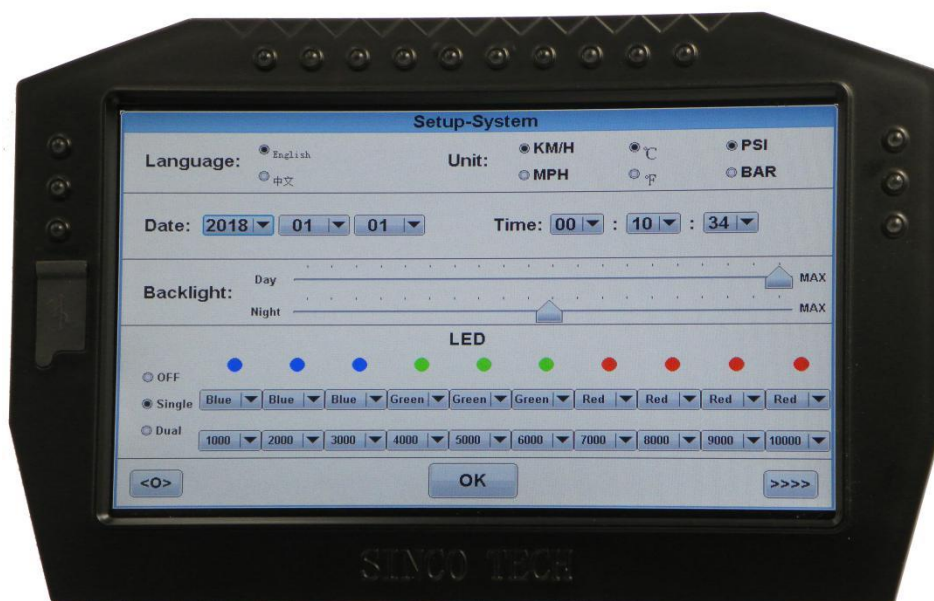 Setup-System
Language: English Unit: KM/H °C PSI
中文 MPH °F BAR
Date: 2018 01 01 Time: 00 : 10 : 34
Backlight: Day MAX
Night MAX
LED
OFF
Single Blue Blue Blue Green Green Green Red Red Red Red
Dual 1000 2000 3000 4000 5000 6000 7000 8000 9000 10000
<O> OK >>>>
SINCO TECH